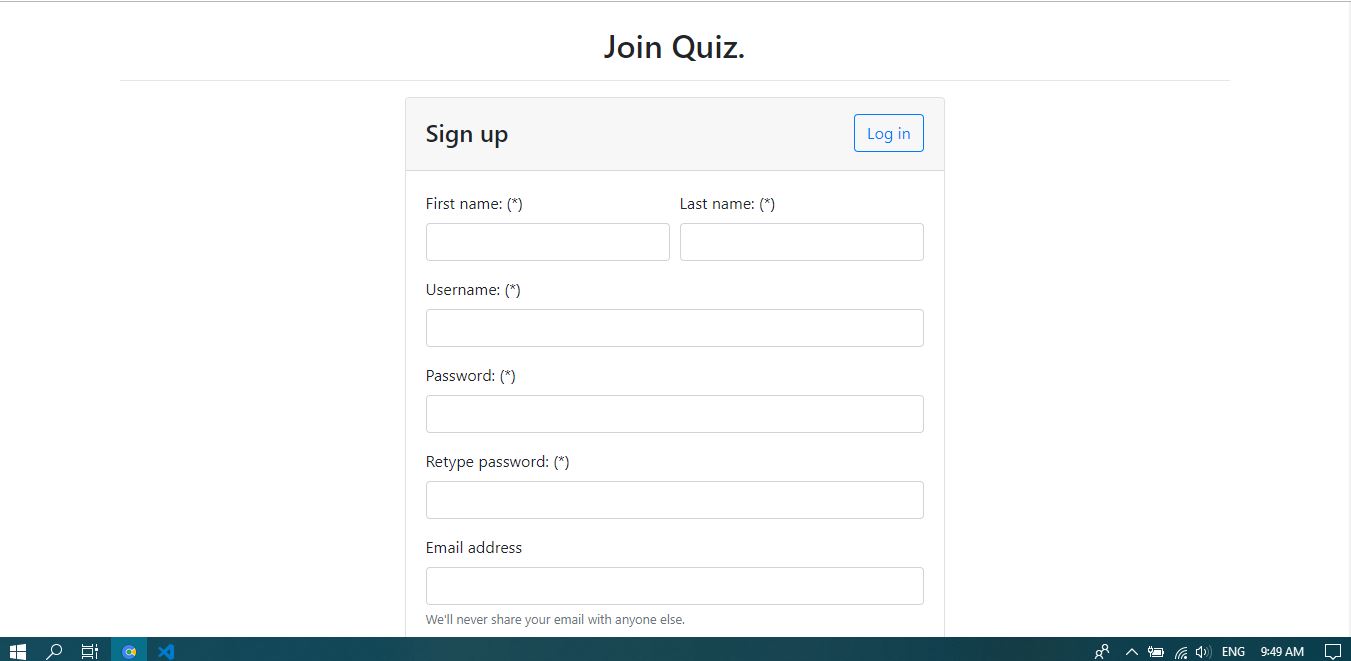 Join Quiz.
Sign up
Log in
First name: (*) Last name: (*)
Username: (*)
Password: (*)
Retype password: (*)
Email address
We'll never share your email with anyone else.
ENG 9:49 AM